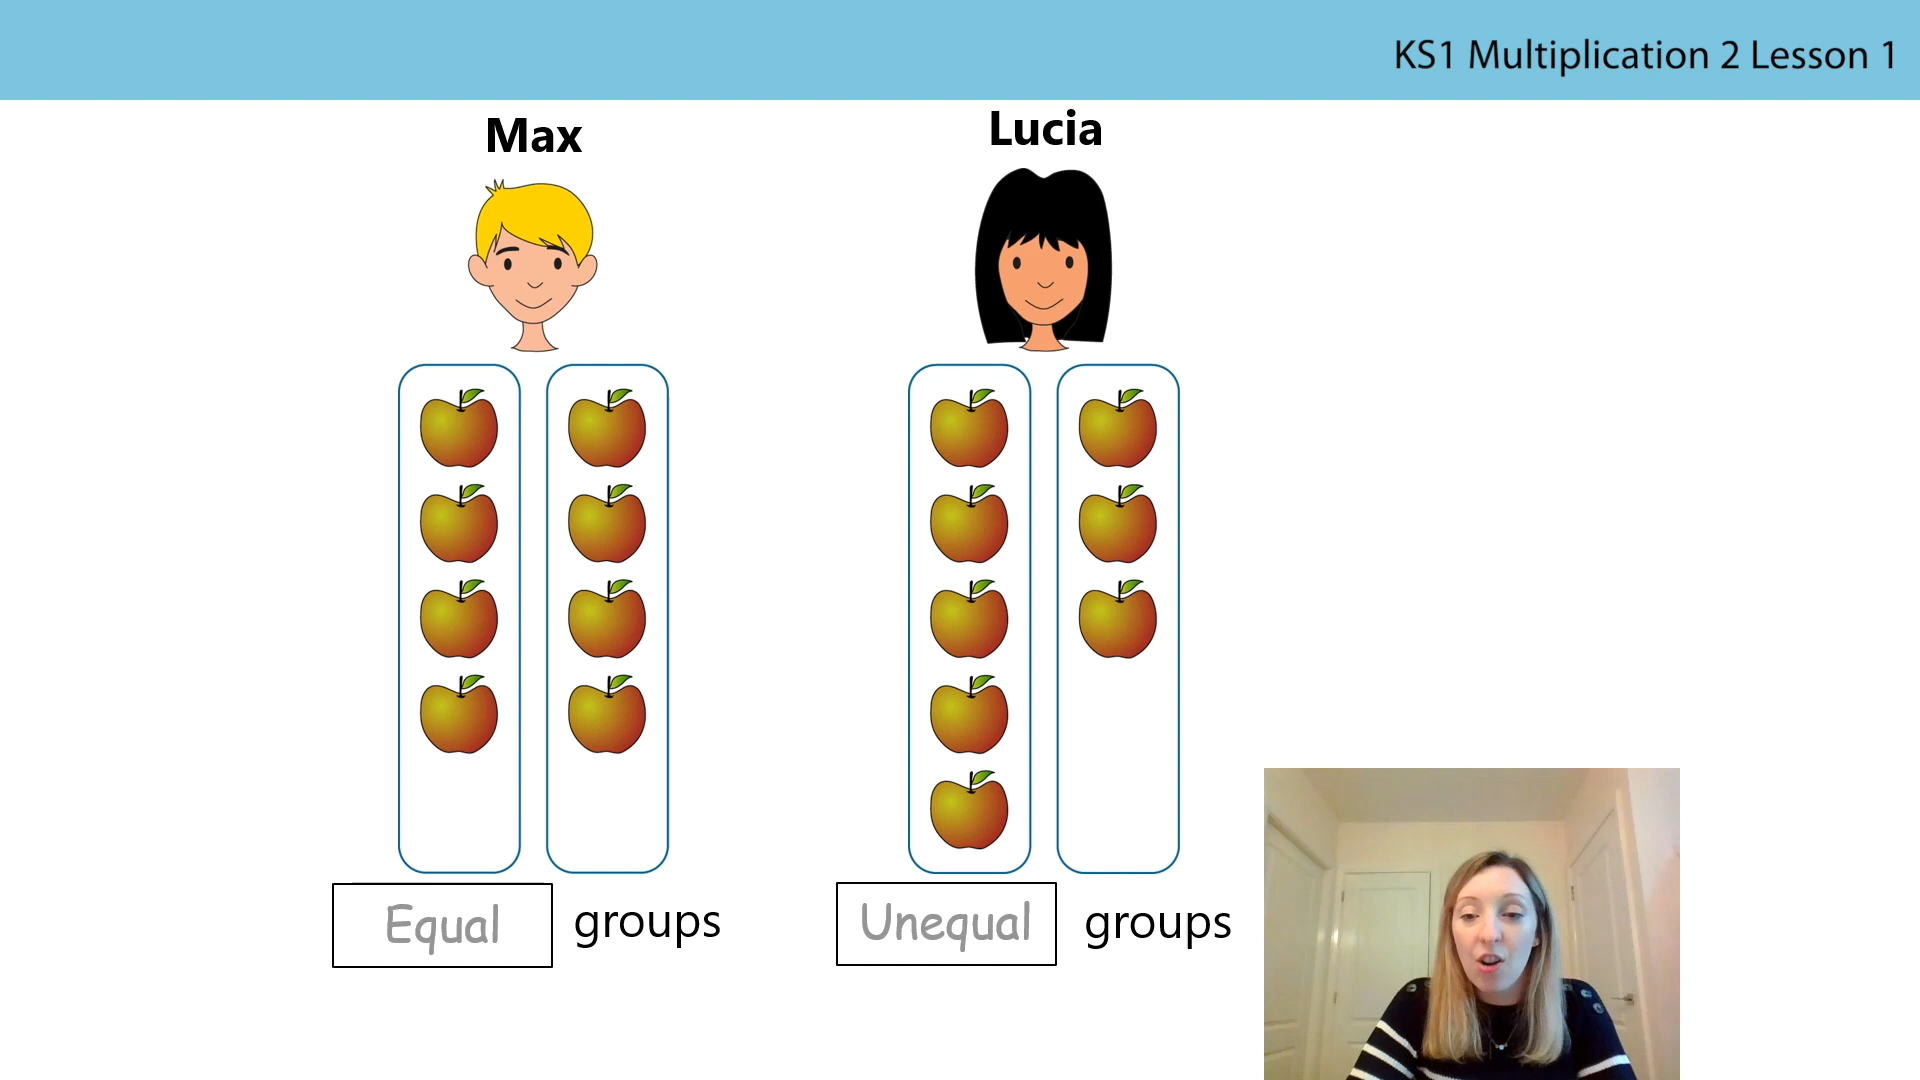 KS1 Multiplication 2 Lesson 1
Max
Lucia
Equal groups
Unequal groups